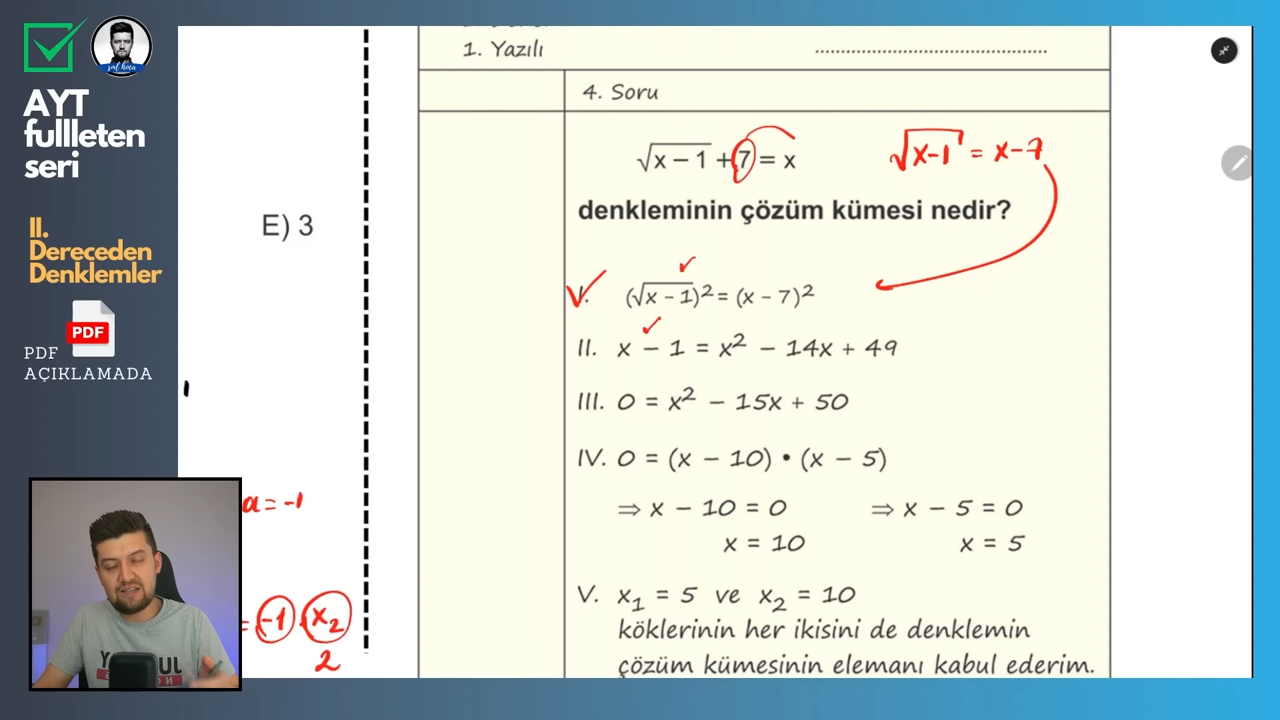 AYT
fullleten
seri
II.
Dereceden
Denklemler
PDF
PDF
AÇIKLAMADA
E) 3
a = -1
= -1 x₂
2
1. Yazılı
..............................................
4. Soru
√x − 1 + 7 = x
√x-1 = x-7
denkleminin çözüm kümesi nedir?
I. (√x − 1)² = (x − 7)²
II. x − 1 = x² − 14x + 49
III. 0 = x² − 15x + 50
IV. 0 = (x − 10) • (x − 5)
⇒ x − 10 = 0 ⇒ x − 5 = 0
x = 10 x = 5
V. x₁ = 5 ve x₂ = 10
köklerinin her ikisini de denklemin
çözüm kümesinin elemanı kabul ederim.